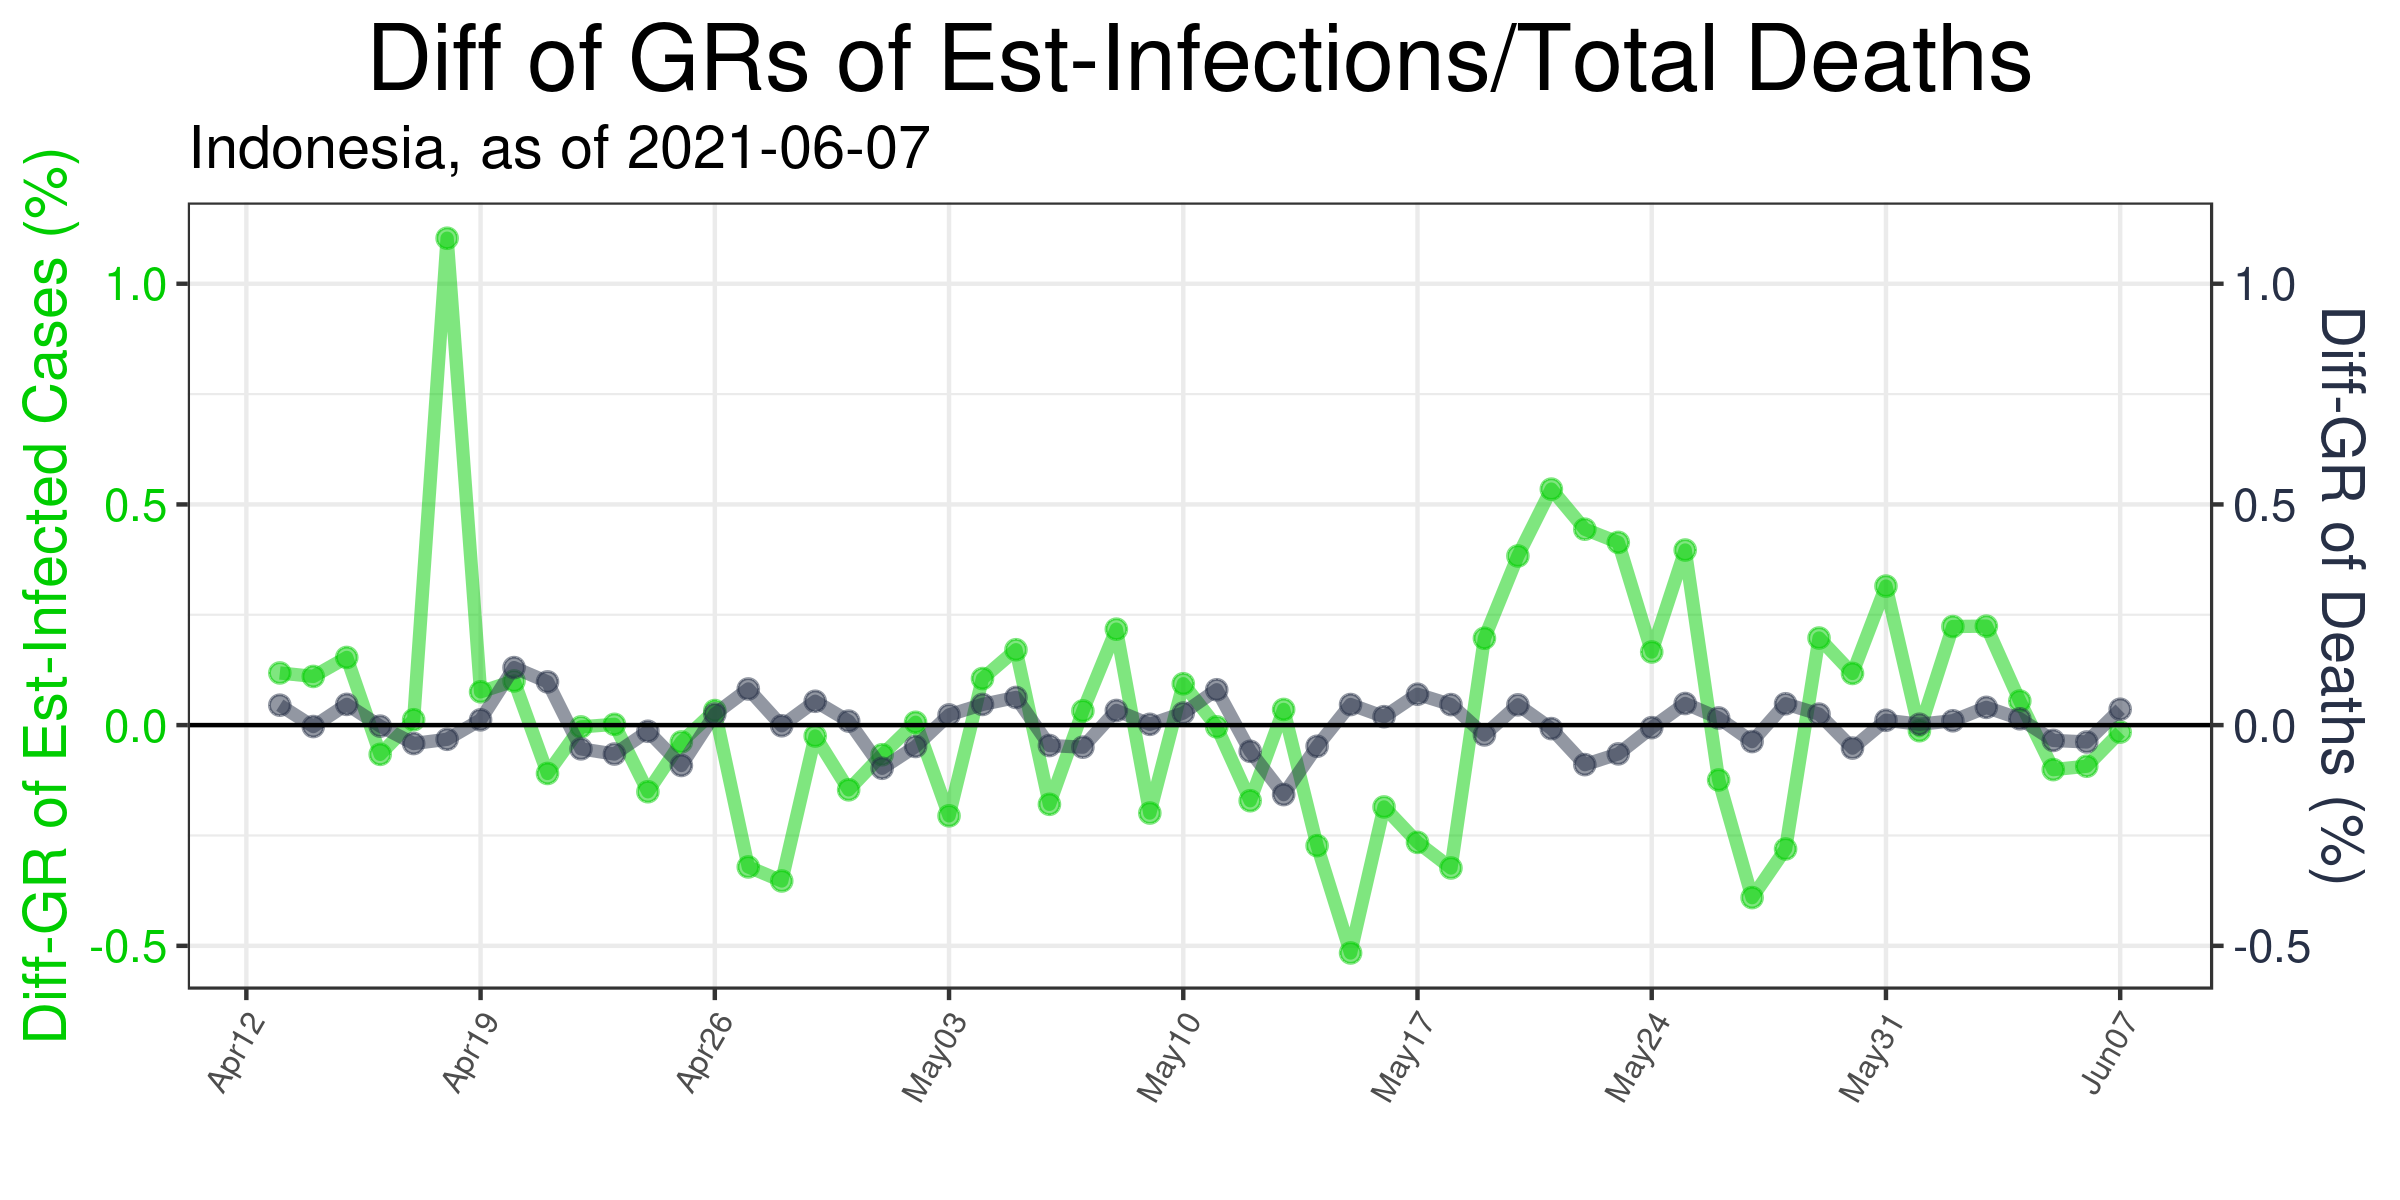 Diff of GRs of Est-Infections/Total Deaths
Indonesia, as of 2021-06-07
Diff-GR of Est-Infected Cases (%)
1.0
0.5
0.0
-0.5
1.0
0.5
0.0
-0.5
Diff-GR of Deaths (%)
Apr12
Apr19
Apr26
May03
May10
May17
May24
May31
Jun07